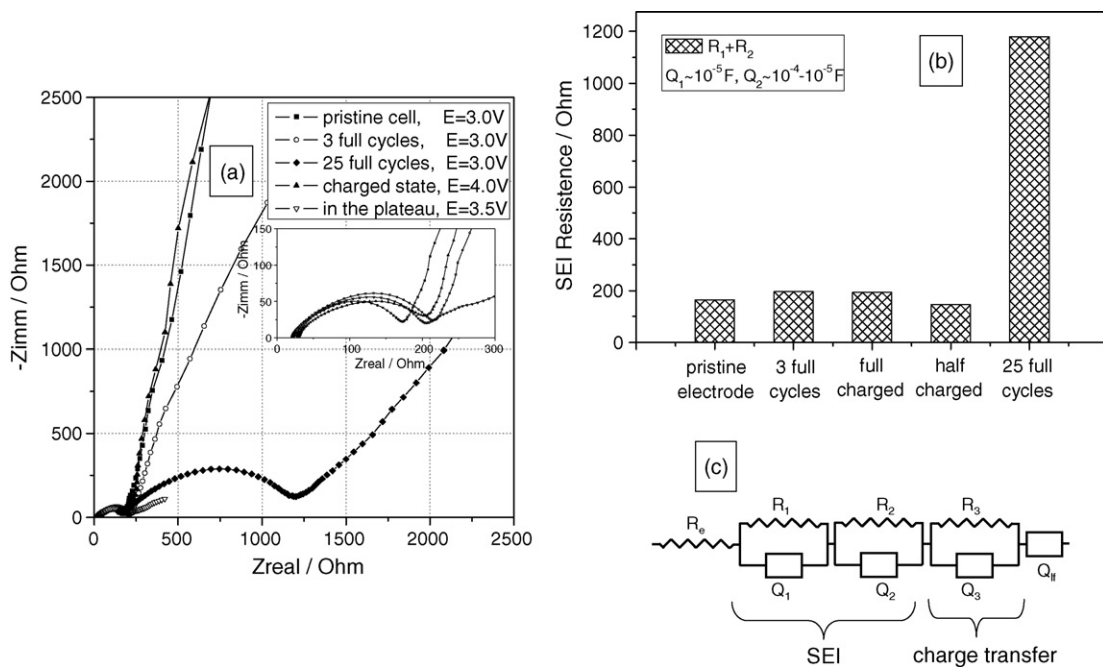 (a)
2500
2000
1500
1000
500
0
-Zimm / Ohm
0 500 1000 1500 2000 2500
Zreal / Ohm
pristine cell, E=3.0V
3 full cycles, E=3.0V
25 full cycles, E=3.0V
charged state, E=4.0V
in the plateau, E=3.5V
150
100
50
0
-Zimm / Ohm
0 100 200 300
Zreal / Ohm
(b)
R₁+R₂
Q₁~10⁻⁵F, Q₂~10⁻⁴-10⁻⁵F
1200
1000
800
600
400
200
0
SEI Resistence / Ohm
pristine electrode
3 full cycles
full charged
half charged
25 full cycles
(c)
Rₑ R₁ R₂ R₃
Q₁ Q₂ Q₃ Q_lf
SEI charge transfer